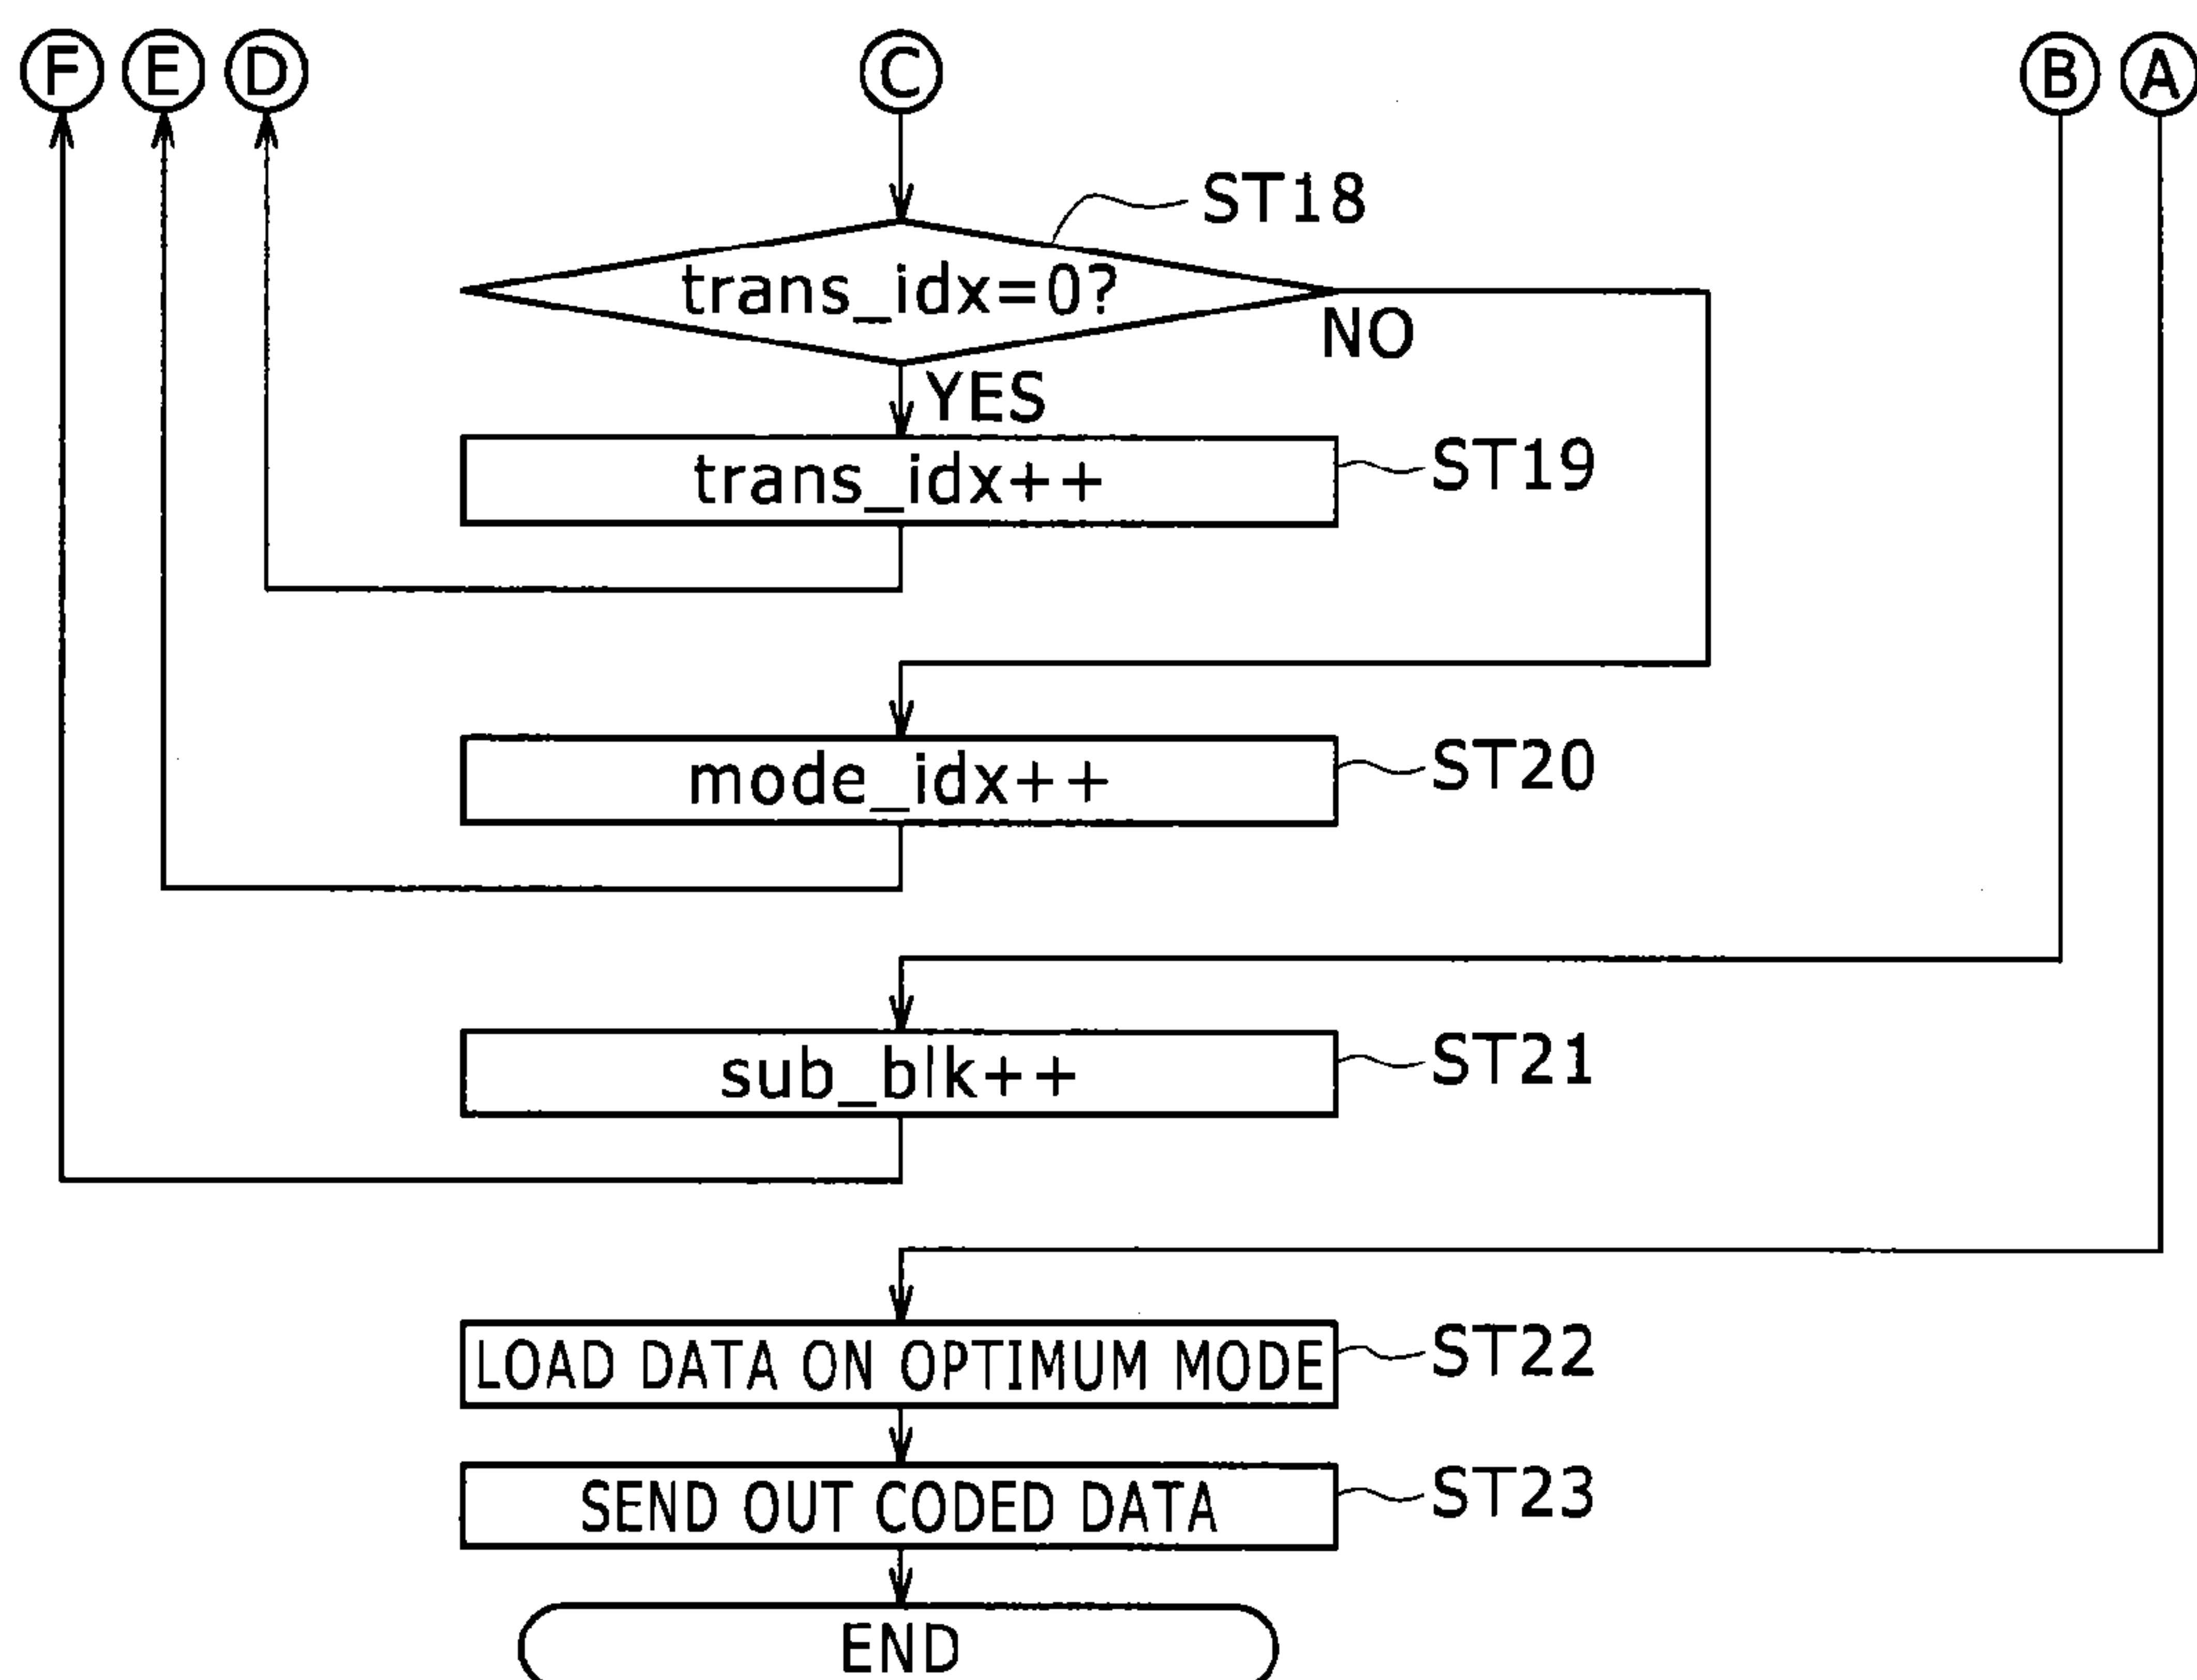 F E D C B A
ST18
trans_idx=0?
NO
YES
trans_idx++ ST19
mode_idx++ ST20
sub_blk++ ST21
LOAD DATA ON OPTIMUM MODE ST22
SEND OUT CODED DATA ST23
END